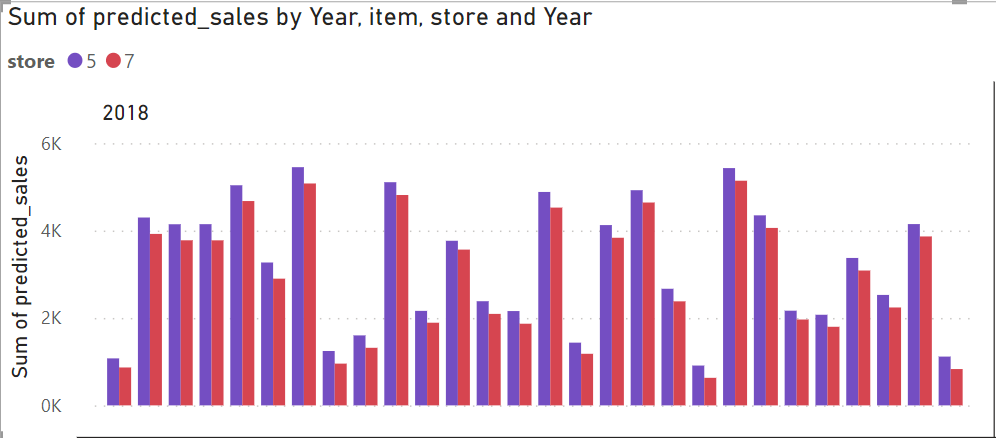 Sum of predicted_sales by Year, item, store and Year
store 5 7
2018
6K
4K
2K
0K
Sum of predicted_sales